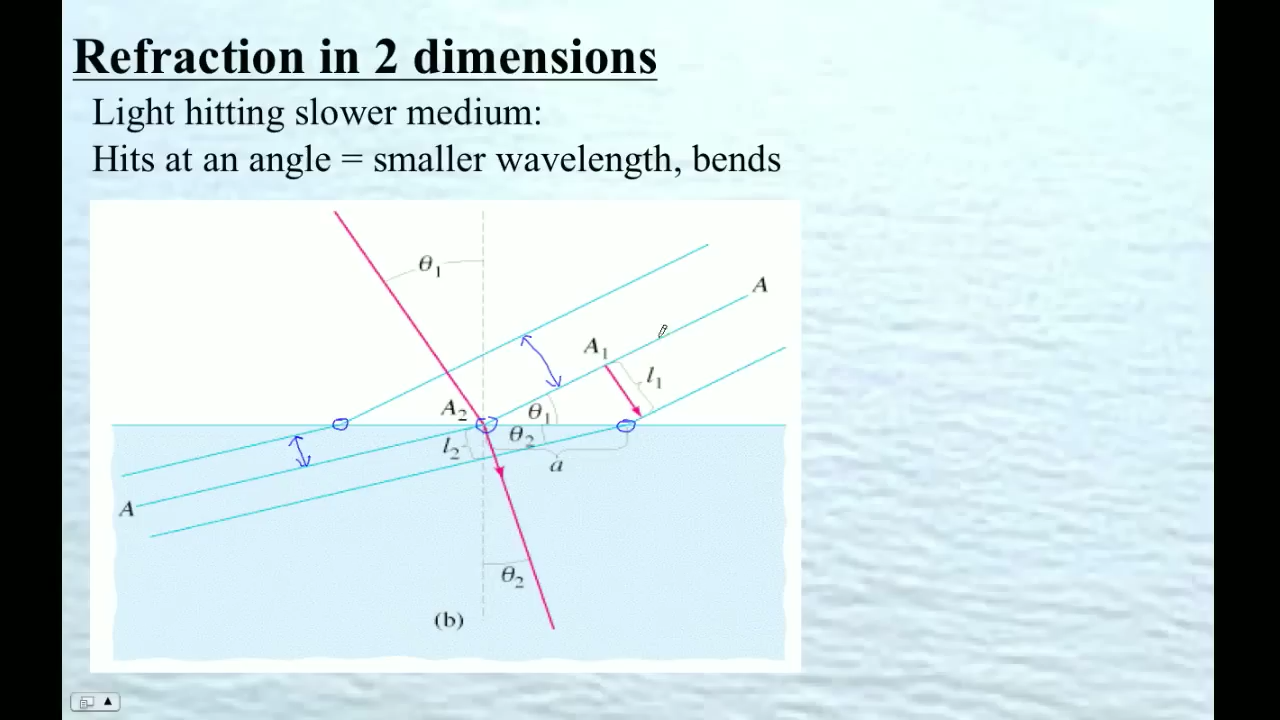 Refraction in 2 dimensions
Light hitting slower medium:
Hits at an angle = smaller wavelength, bends
θ1
A
A1
l1
A2
θ1
θ2
l2
a
A
θ2
(b)